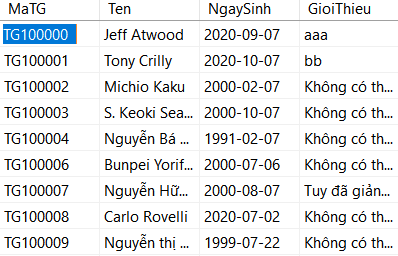 MaTG Ten NgaySinh GioiThieu
TG100000 Jeff Atwood 2020-09-07 aaa
TG100001 Tony Crilly 2020-10-07 bb
TG100002 Michio Kaku 2000-02-07 Không có th...
TG100003 S. Keoki Sea... 2000-10-07 Không có th...
TG100004 Nguyễn Bá ... 1991-02-07 Không có th...
TG100006 Bunpei Yorif... 2000-07-06 Không có th...
TG100007 Nguyễn Hữ... 2000-08-07 Tuy đã giản...
TG100008 Carlo Rovelli 2020-07-02 Không có th...
TG100009 Nguyễn thị ... 1999-07-22 Không có th...